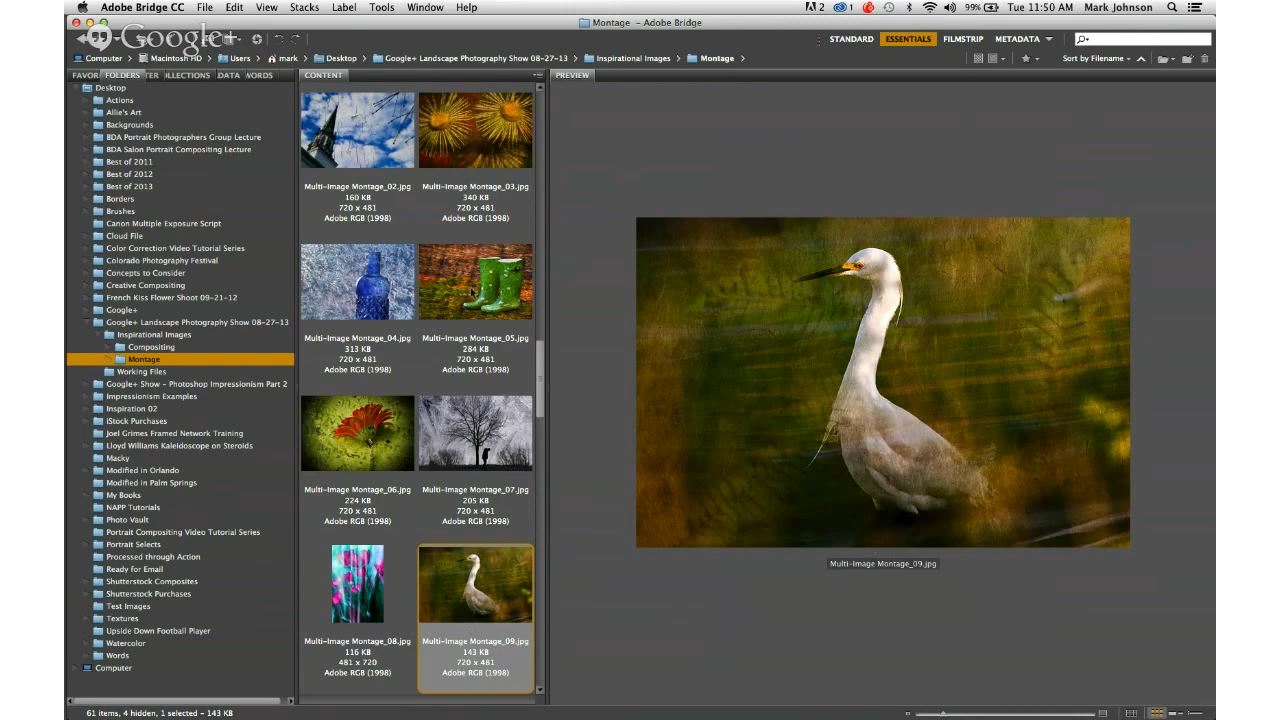 Adobe Bridge CC File Edit View Stacks Label Tools Window Help 2 1 99% Tue 11:50 AM Mark Johnson
Montage – Adobe Bridge
Google+ STANDARD ESSENTIALS FILMSTRIP METADATA
Computer Macintosh HD Users mark Desktop Google+ Landscape Photography Show 08-27-13 Inspirational Images Montage Sort by Filename
FAVOR FOLDERS TER LLECTIONS DATA WORDS
Desktop
Actions
Allie's Art
Backgrounds
BDA Portrait Photographers Group Lecture
BDA Salon Portrait Compositing Lecture
Best of 2011
Best of 2012
Best of 2013
Borders
Brushes
Canon Multiple Exposure Script
Cloud File
Color Correction Video Tutorial Series
Colorado Photography Festival
Concepts to Consider
Creative Compositing
French Kiss Flower Shoot 09-21-12
Google+
Google+ Landscape Photography Show 08-27-13
Inspirational Images
Compositing
Montage
Working Files
Google+ Show - Photoshop Impressionism Part 2
Impressionism Examples
Inspiration 02
iStock Purchases
Joel Grimes Framed Network Training
Lloyd Williams Kaleidoscope on Steroids
Macky
Modified in Orlando
Modified in Palm Springs
My Books
NAPP Tutorials
Photo Vault
Portrait Compositing Video Tutorial Series
Portrait Selects
Processed through Action
Ready for Email
Shutterstock Composites
Shutterstock Purchases
Test Images
Textures
Upside Down Football Player
Watercolor
Words
Computer
CONTENT
Multi-Image Montage_02.jpg Multi-Image Montage_03.jpg
160 KB 340 KB
720 x 481 720 x 481
Adobe RGB (1998) Adobe RGB (1998)
Multi-Image Montage_04.jpg Multi-Image Montage_05.jpg
313 KB 284 KB
720 x 481 720 x 481
Adobe RGB (1998) Adobe RGB (1998)
Multi-Image Montage_06.jpg Multi-Image Montage_07.jpg
224 KB 205 KB
720 x 481 720 x 481
Adobe RGB (1998) Adobe RGB (1998)
Multi-Image Montage_08.jpg Multi-Image Montage_09.jpg
116 KB 143 KB
481 x 720 720 x 481
Adobe RGB (1998) Adobe RGB (1998)
PREVIEW
Multi-Image Montage_09.jpg
61 items, 4 hidden, 1 selected - 143 KB